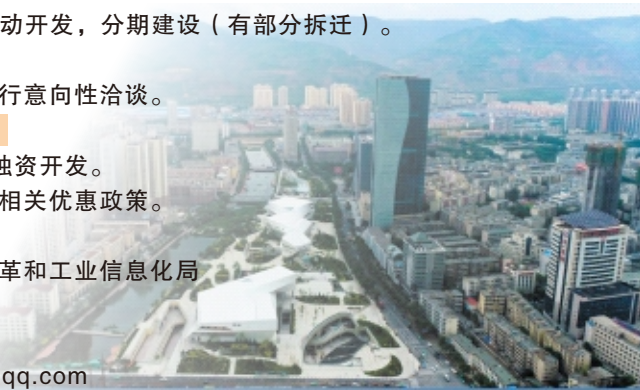 动开发，分期建设（有部分拆迁）。
行意向性洽谈。
融资开发。
相关优惠政策。
革和工业信息化局
qq.com